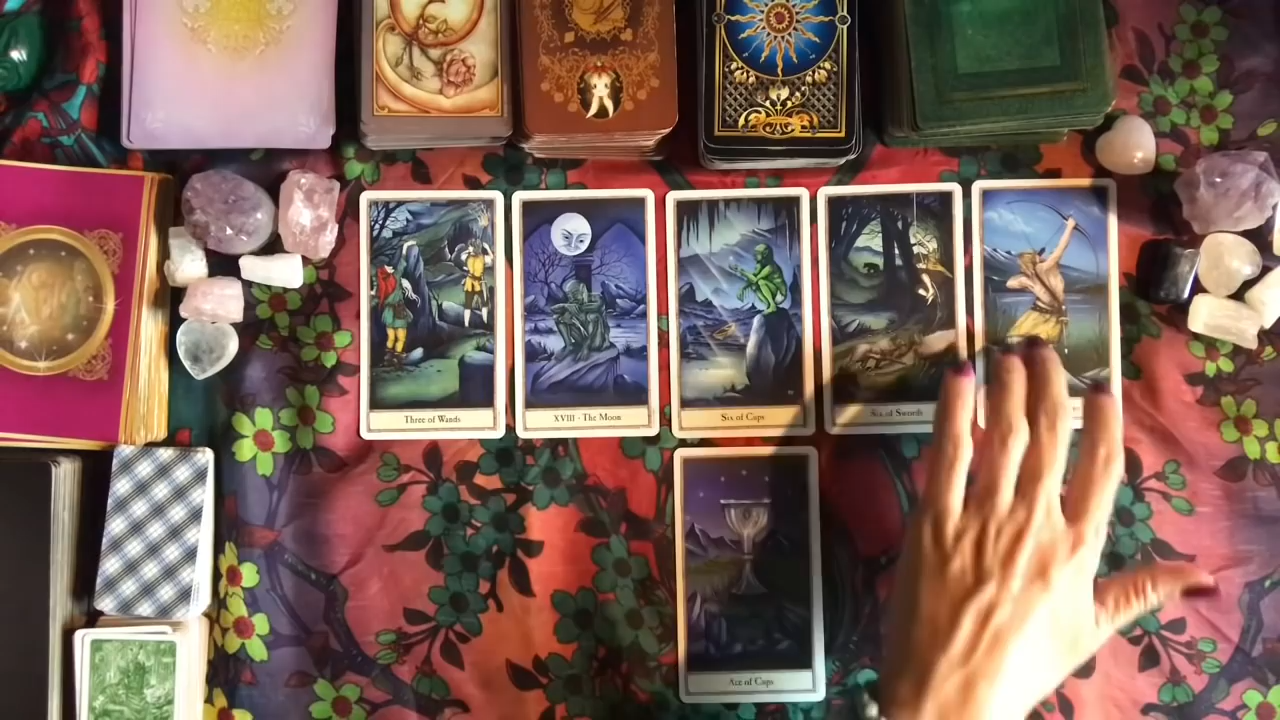 Three of Wands
XVIII - The Moon
Six of Cups
Six of Swords
Ace of Cups